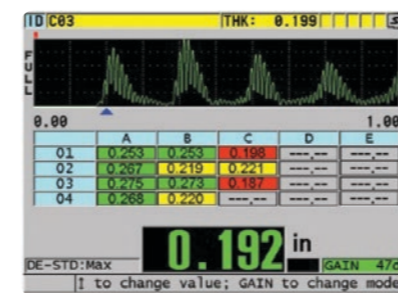 ID C03 THK: 0.199
FULL
0.00 1.00
A B C D E
01 0.253 0.253 0.198 ---.-- ---.--
02 0.267 0.219 0.221 ---.-- ---.--
03 0.275 0.273 0.187 ---.-- ---.--
04 0.268 0.220 ---.-- ---.-- ---.--
0.192 in
DE-STD:Max GAIN 47d
I to change value; GAIN to change mode